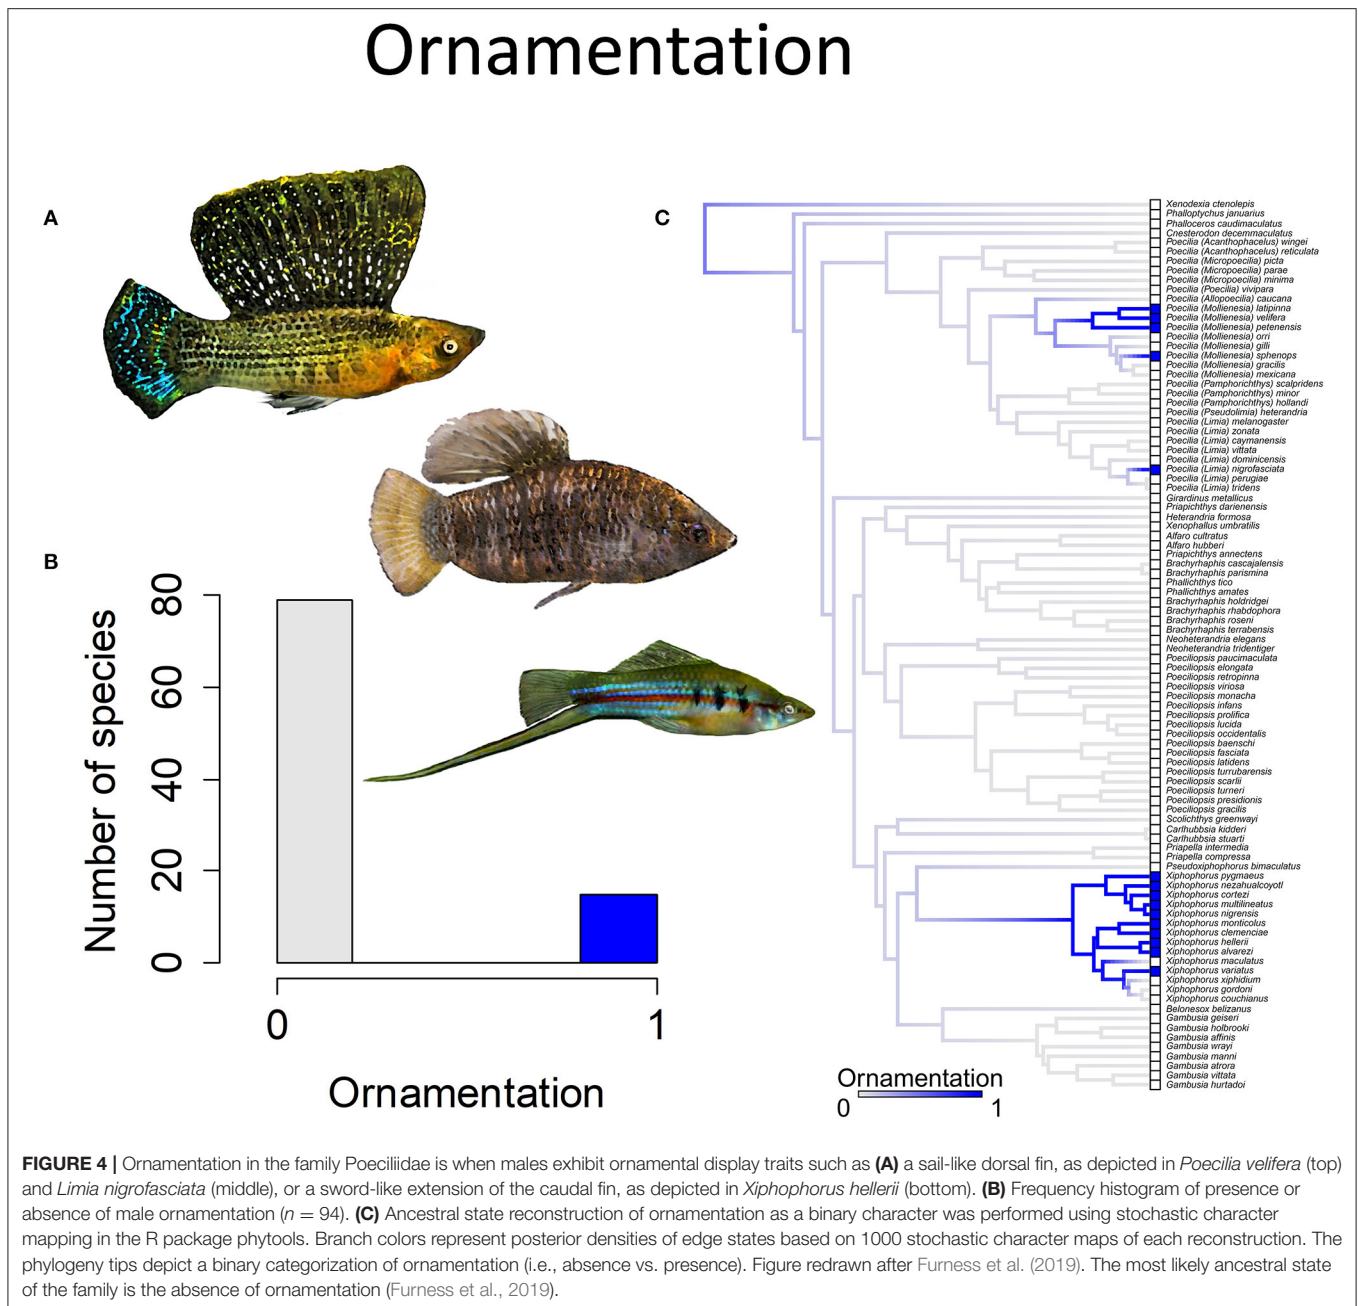 Ornamentation
A
B
80
60
40
20
0
Number of species
0
1
Ornamentation
C
Xenodexia ctenolepis
Phalloptychus januarius
Phalloceros caudimaculatus
Cnesterodon decemmaculatus
Poecilia (Acanthophacelus) wingei
Poecilia (Acanthophacelus) reticulata
Poecilia (Micropoecilia) picta
Poecilia (Micropoecilia) parae
Poecilia (Micropoecilia) minima
Poecilia (Poecilia) vivipara
Poecilia (Allopoecilia) caucana
Poecilia (Mollienesia) latipinna
Poecilia (Mollienesia) velifera
Poecilia (Mollienesia) petenensis
Poecilia (Mollienesia) orri
Poecilia (Mollienesia) gilli
Poecilia (Mollienesia) sphenops
Poecilia (Mollienesia) gracilis
Poecilia (Mollienesia) mexicana
Poecilia (Pamphorichthys) scalpridens
Poecilia (Pamphorichthys) minor
Poecilia (Pamphorichthys) hollandi
Poecilia (Pseudolimia) heterandria
Poecilia (Limia) melanogaster
Poecilia (Limia) zonata
Poecilia (Limia) caymanensis
Poecilia (Limia) vittata
Poecilia (Limia) dominicensis
Poecilia (Limia) nigrofasciata
Poecilia (Limia) perugiae
Poecilia (Limia) tridens
Girardinus metallicus
Priapichthys darienensis
Heterandria formosa
Xenophallus umbratilis
Alfaro cultratus
Alfaro huberi
Priapichthys annectens
Brachyrhaphis cascajalensis
Brachyrhaphis parismina
Phallichthys tico
Phallichthys amates
Brachyrhaphis holdridgei
Brachyrhaphis rhabdophora
Brachyrhaphis roseni
Brachyrhaphis terrabensis
Neoheterandria elegans
Neoheterandria tridentiger
Poeciliopsis paucimaculata
Poeciliopsis elongata
Poeciliopsis retropinna
Poeciliopsis viriosa
Poeciliopsis monacha
Poeciliopsis infans
Poeciliopsis prolifica
Poeciliopsis lucida
Poeciliopsis occidentalis
Poeciliopsis baenschi
Poeciliopsis fasciata
Poeciliopsis latidens
Poeciliopsis turrubarensis
Poeciliopsis scarlii
Poeciliopsis turneri
Poeciliopsis presidionis
Poeciliopsis gracilis
Scolichthys greenwayi
Carlhubbsia kidderi
Carlhubbsia stuarti
Priapella intermedia
Priapella compressa
Pseudoxiphophorus bimaculatus
Xiphophorus pygmaeus
Xiphophorus nezahualcoyotl
Xiphophorus cortezi
Xiphophorus multilineatus
Xiphophorus nigrensis
Xiphophorus monticolus
Xiphophorus clemenciae
Xiphophorus hellerii
Xiphophorus alvarezi
Xiphophorus maculatus
Xiphophorus variatus
Xiphophorus xiphidium
Xiphophorus gordoni
Xiphophorus couchianus
Belonesox belizanus
Gambusia geiseri
Gambusia holbrooki
Gambusia affinis
Gambusia wrayi
Gambusia manni
Gambusia atrora
Gambusia vittata
Gambusia hurtadoi
Ornamentation
0
1
FIGURE 4 | Ornamentation in the family Poeciliidae is when males exhibit ornamental display traits such as (A) a sail-like dorsal fin, as depicted in Poecilia velifera (top)
and Limia nigrofasciata (middle), or a sword-like extension of the caudal fin, as depicted in Xiphophorus hellerii (bottom). (B) Frequency histogram of presence or
absence of male ornamentation (n = 94). (C) Ancestral state reconstruction of ornamentation as a binary character was performed using stochastic character
mapping in the R package phytools. Branch colors represent posterior densities of edge states based on 1000 stochastic character maps of each reconstruction. The
phylogeny tips depict a binary categorization of ornamentation (i.e., absence vs. presence). Figure redrawn after Furness et al. (2019). The most likely ancestral state
of the family is the absence of ornamentation (Furness et al., 2019).